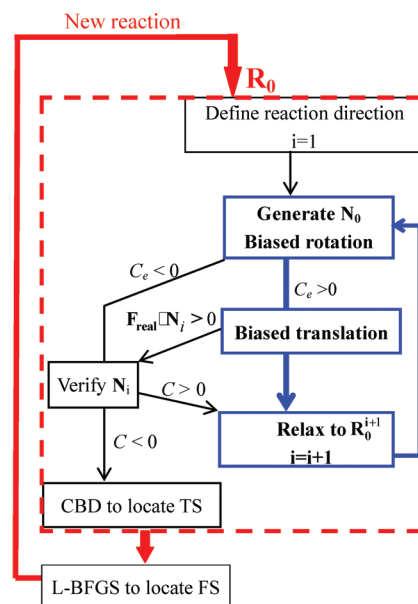 New reaction
R₀
Define reaction direction
i=1
Generate N₀
Biased rotation
Cₑ < 0
Cₑ >0
F_real□Nᵢ > 0
Biased translation
Verify Nᵢ
C > 0
Relax to R₀ⁱ⁺¹
i=i+1
C < 0
CBD to locate TS
L-BFGS to locate FS